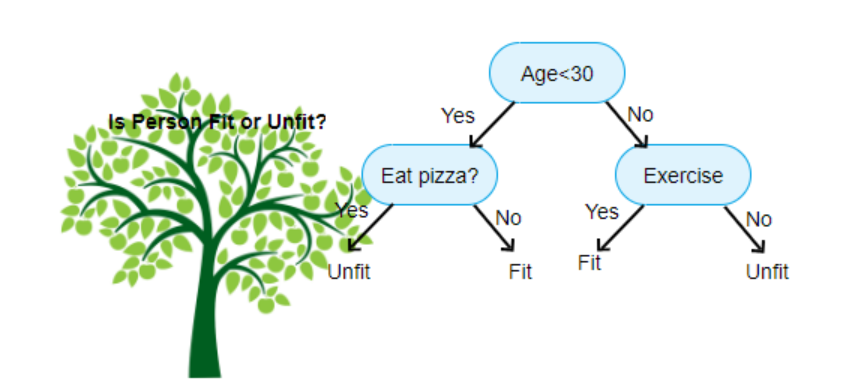 Age<30
Is Person Fit or Unfit?
Yes
No
Eat pizza?
Exercise
Yes
No
Yes
No
Unfit
Fit
Fit
Unfit